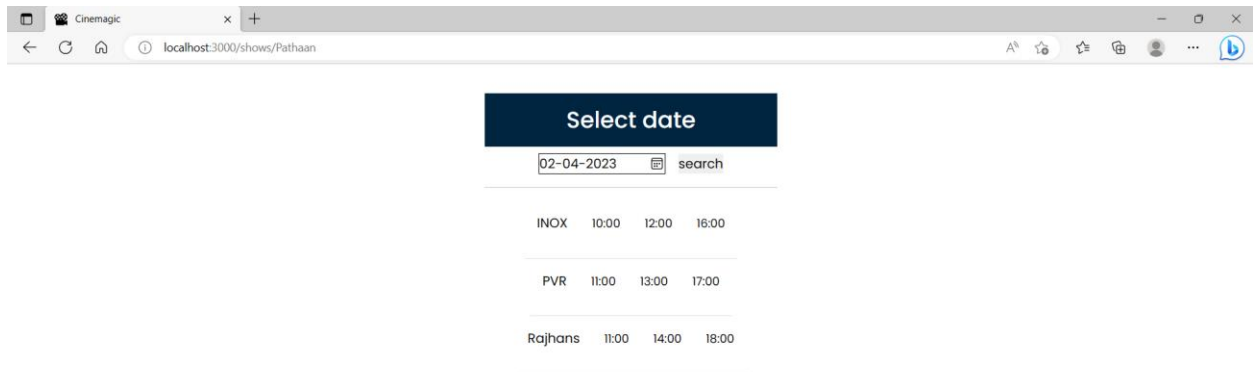 Cinemagic
localhost:3000/shows/Pathaan
Select date
02-04-2023 search
INOX 10:00 12:00 16:00
PVR 11:00 13:00 17:00
Rajhans 11:00 14:00 18:00